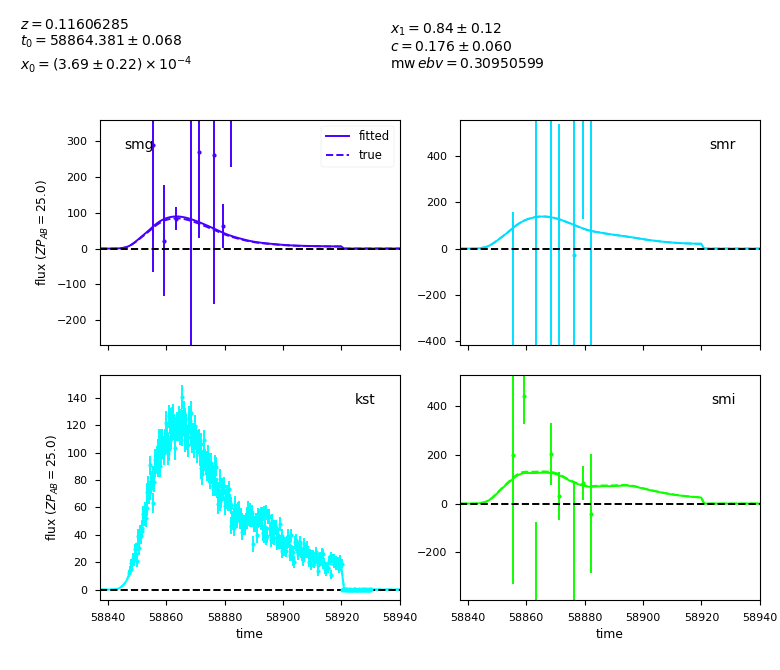 z = 0.11606285
t₀ = 58864.381 ± 0.068
x₀ = (3.69 ± 0.22) × 10⁻⁴
x₁ = 0.84 ± 0.12
c = 0.176 ± 0.060
mw ebv = 0.30950599
smg
fitted
true
300
200
100
0
−100
−200
flux (ZP_AB = 25.0)
smr
400
200
0
−200
−400
kst
140
120
100
80
60
40
20
0
flux (ZP_AB = 25.0)
58840 58860 58880 58900 58920 58940
time
smi
400
200
0
−200
58840 58860 58880 58900 58920 58940
time